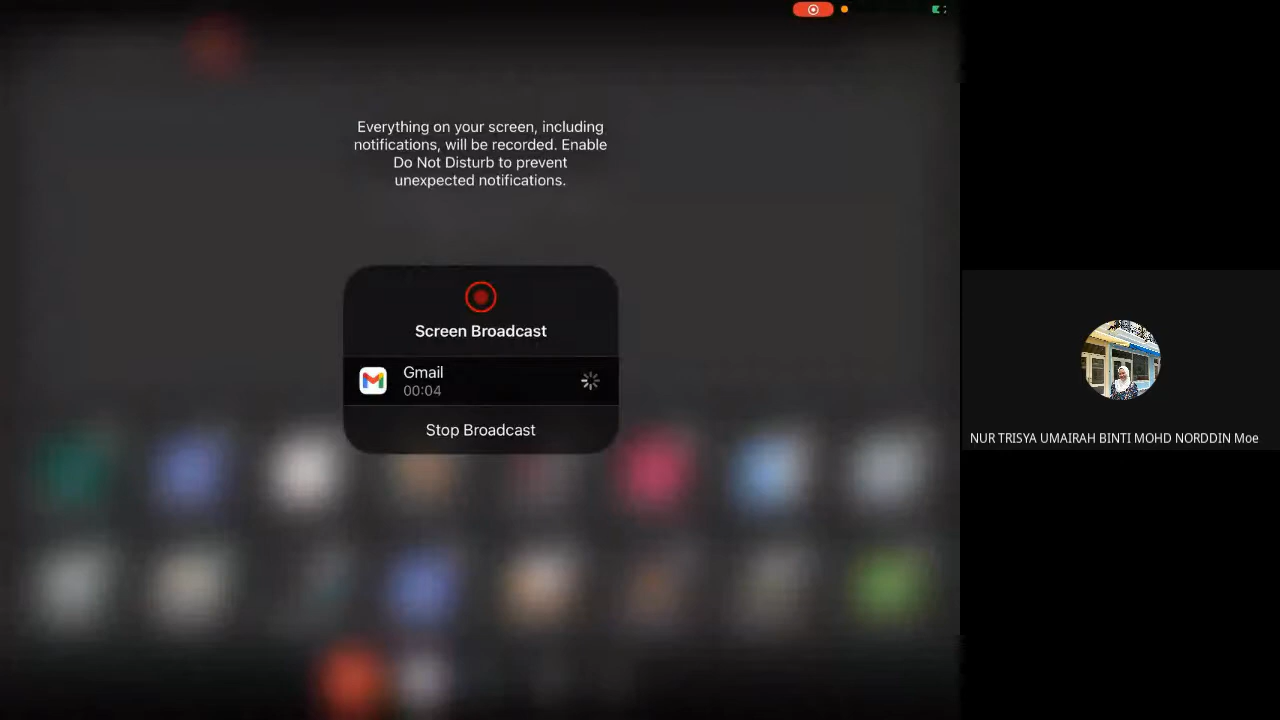 Everything on your screen, including
notifications, will be recorded. Enable
Do Not Disturb to prevent
unexpected notifications.
Screen Broadcast
Gmail
00:04
Stop Broadcast
NUR TRISYA UMAIRAH BINTI MOHD NORDDIN Moe